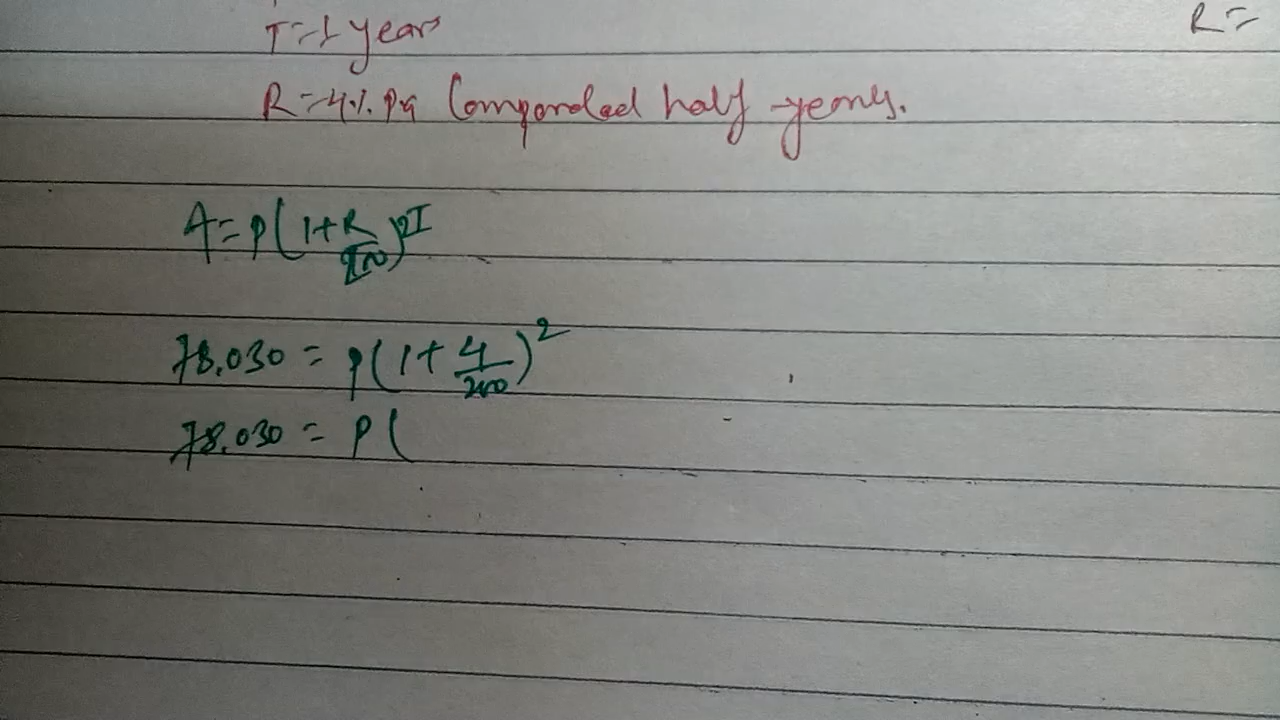 T=1 years
R=
R=4%. Pa Compounded half-yearly.
A=P(1+R/200)2T
78,030 = P(1+4/200)2
78,030 = P(